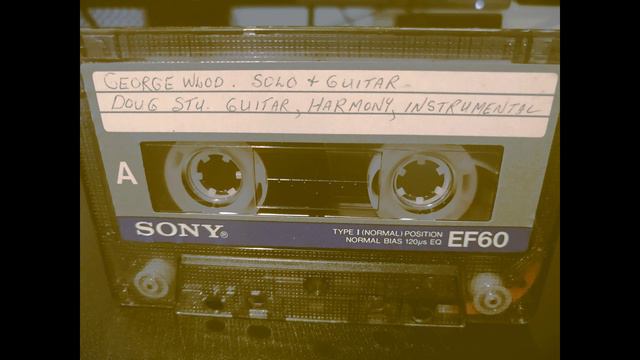 GEORGE WOOD. SOLO + GUITAR
DOUG STU. GUITAR, HARMONY, INSTRUMENTAL
A
SONY®
TYPE I (NORMAL) POSITION
NORMAL BIAS 120µs EQ
EF60